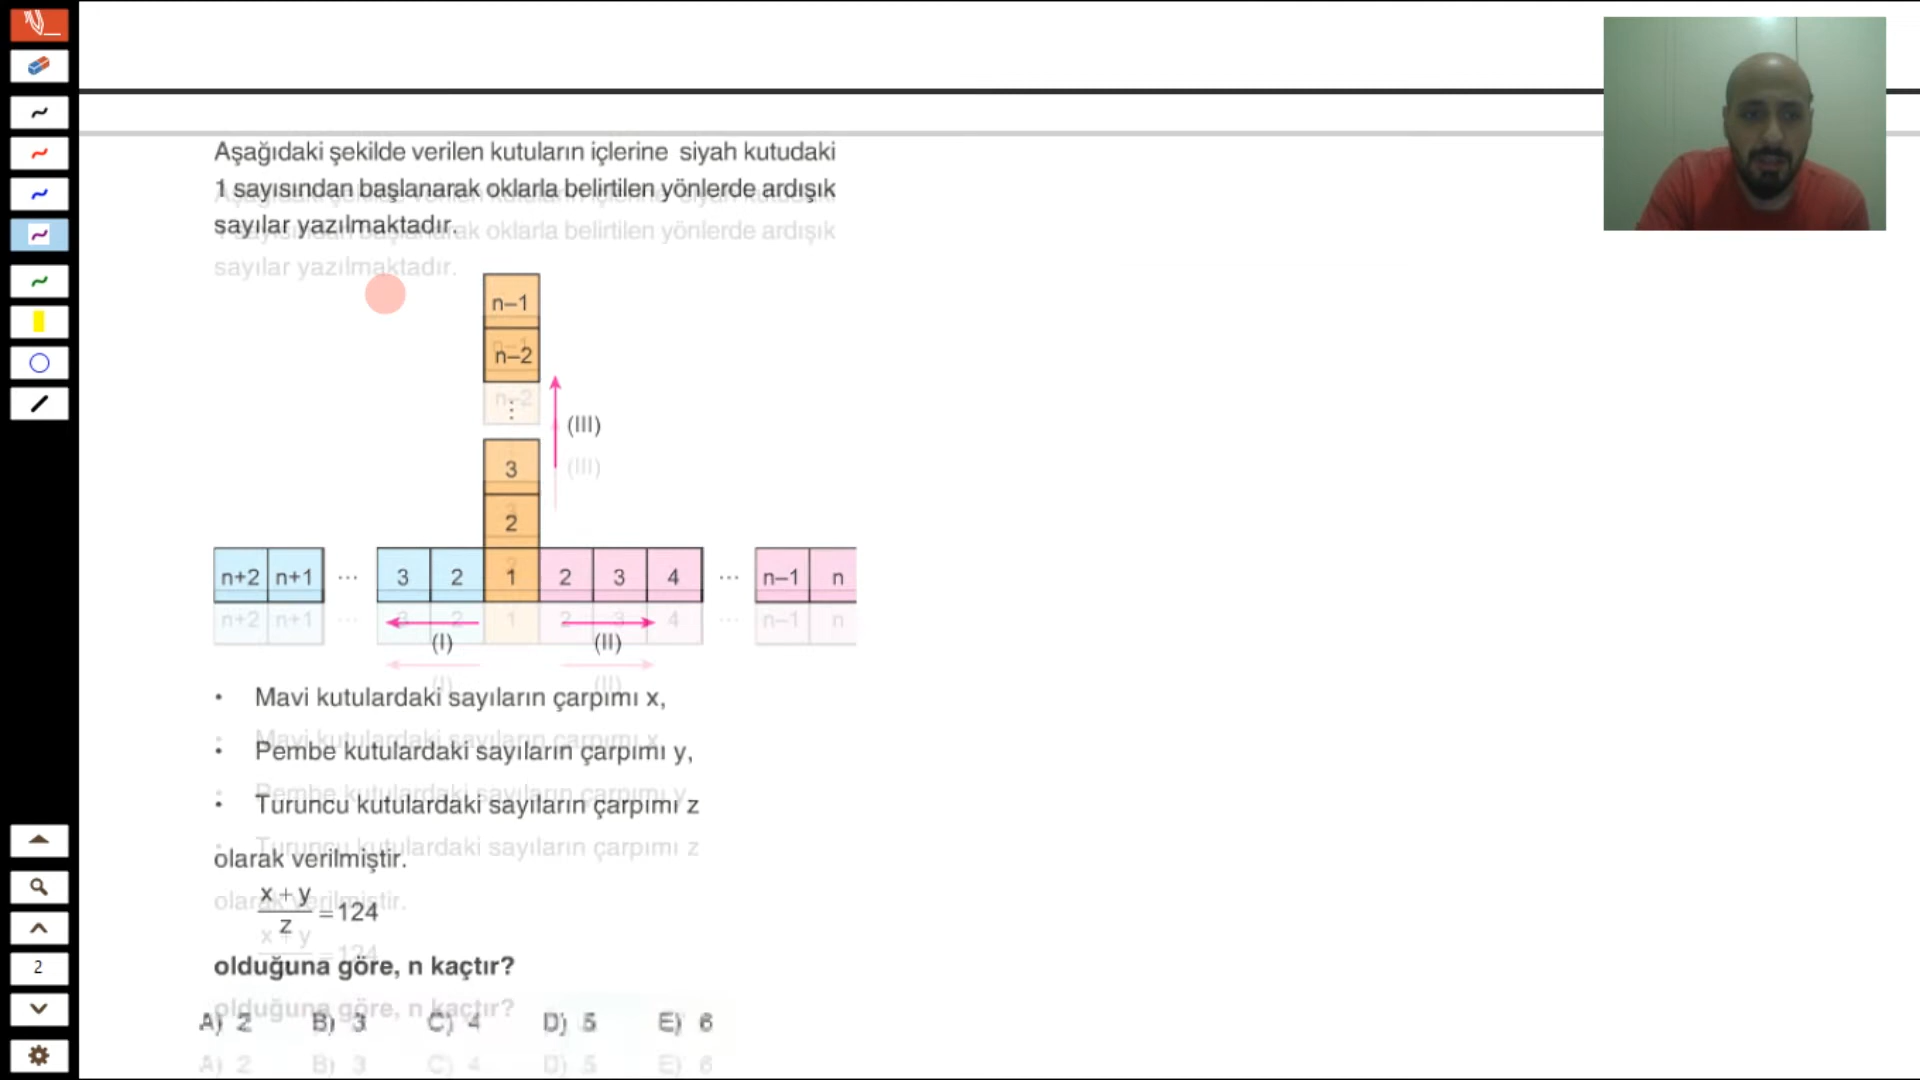 Aşağıdaki şekilde verilen kutuların içlerine siyah kutudaki
1 sayısından başlanarak oklarla belirtilen yönlerde ardışık
sayılar yazılmaktadır.
n–1
n–2
⋮
(III)
3
2
n+2 n+1 ... 3 2 1 2 3 4 ... n–1 n
(I) (II)
• Mavi kutulardaki sayıların çarpımı x,
• Pembe kutulardaki sayıların çarpımı y,
• Turuncu kutulardaki sayıların çarpımı z
olarak verilmiştir.
x+y
z
=124
olduğuna göre, n kaçtır?
A) 2 B) 3 C) 4 D) 5 E) 6
2